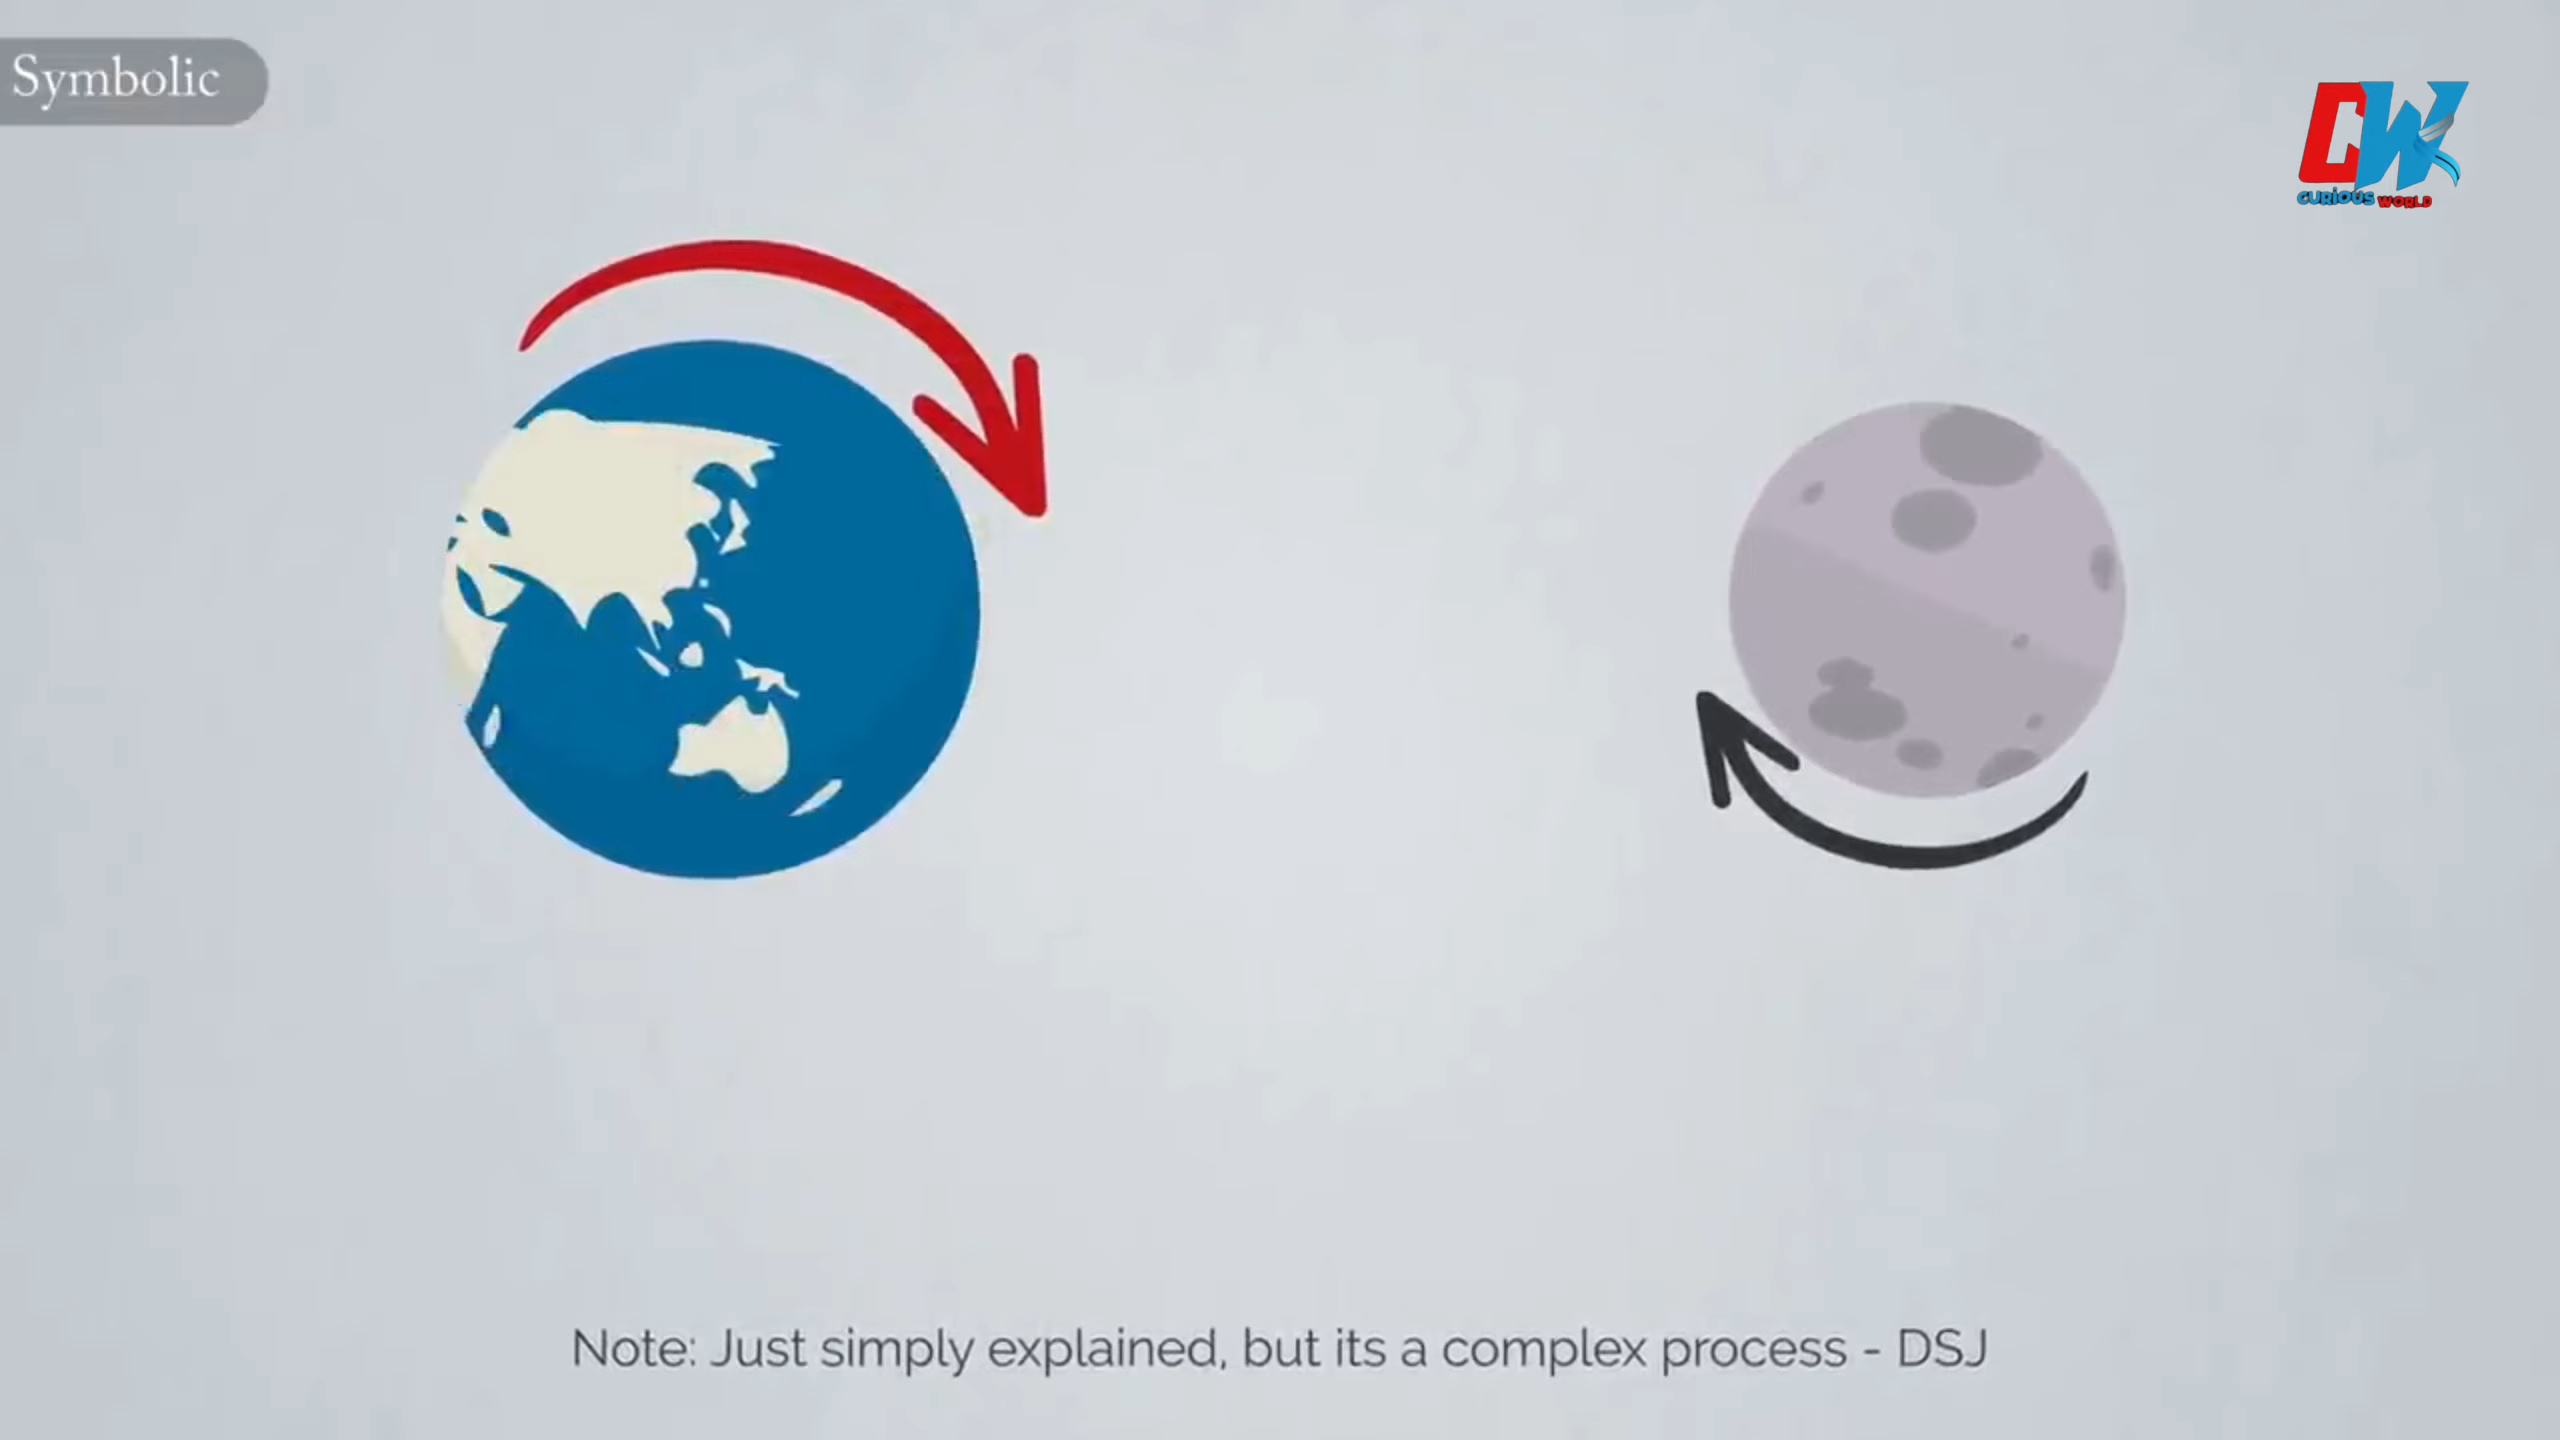 Symbolic
CW
CURIOUS WORLD
Note: Just simply explained, but its a complex process - DSJ